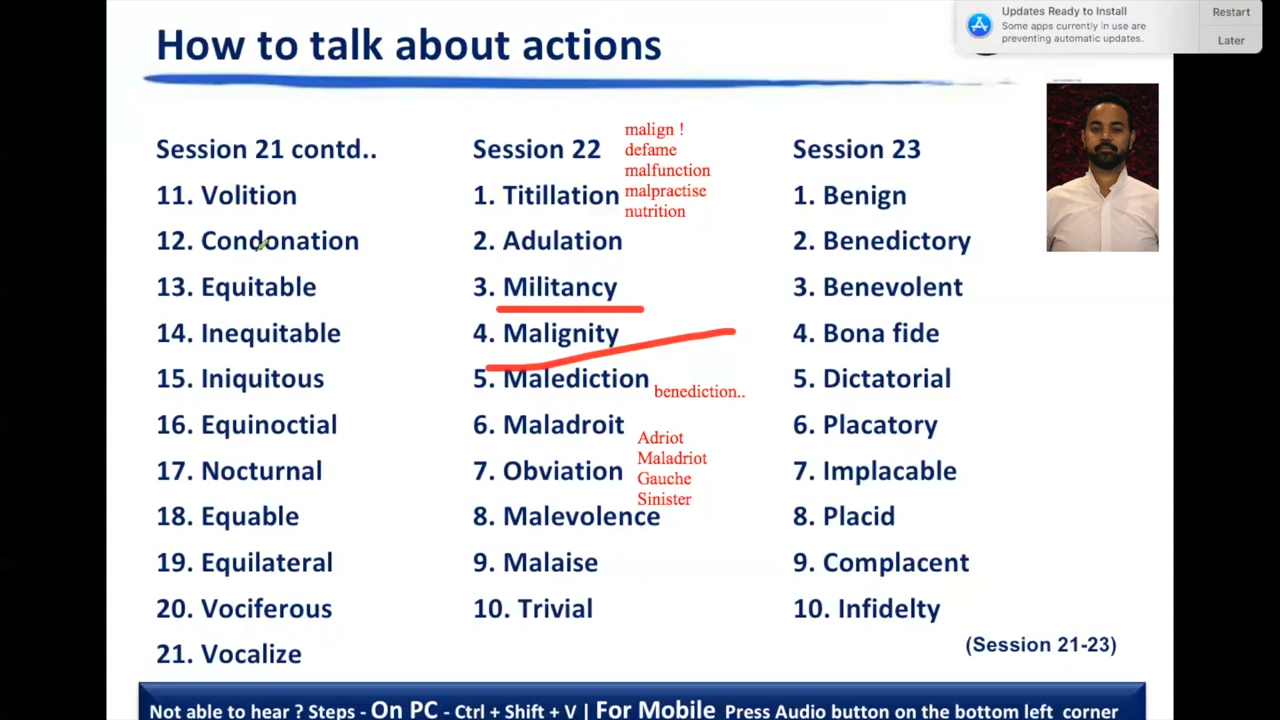 Updates Ready to Install
Some apps currently in use are
preventing automatic updates.
Restart
Later
How to talk about actions
Session 21 contd..
11. Volition
12. Condonation
13. Equitable
14. Inequitable
15. Iniquitous
16. Equinoctial
17. Nocturnal
18. Equable
19. Equilateral
20. Vociferous
21. Vocalize
Session 22
malign !
defame
malfunction
malpractise
nutrition
1. Titillation
2. Adulation
3. Militancy
4. Malignity
5. Malediction
benediction..
6. Maladroit
Adriot
Maladriot
Gauche
Sinister
7. Obviation
8. Malevolence
9. Malaise
10. Trivial
Session 23
1. Benign
2. Benedictory
3. Benevolent
4. Bona fide
5. Dictatorial
6. Placatory
7. Implacable
8. Placid
9. Complacent
10. Infidelty
(Session 21-23)
Not able to hear ? Steps - On PC - Ctrl + Shift + V | For Mobile Press Audio button on the bottom left corner